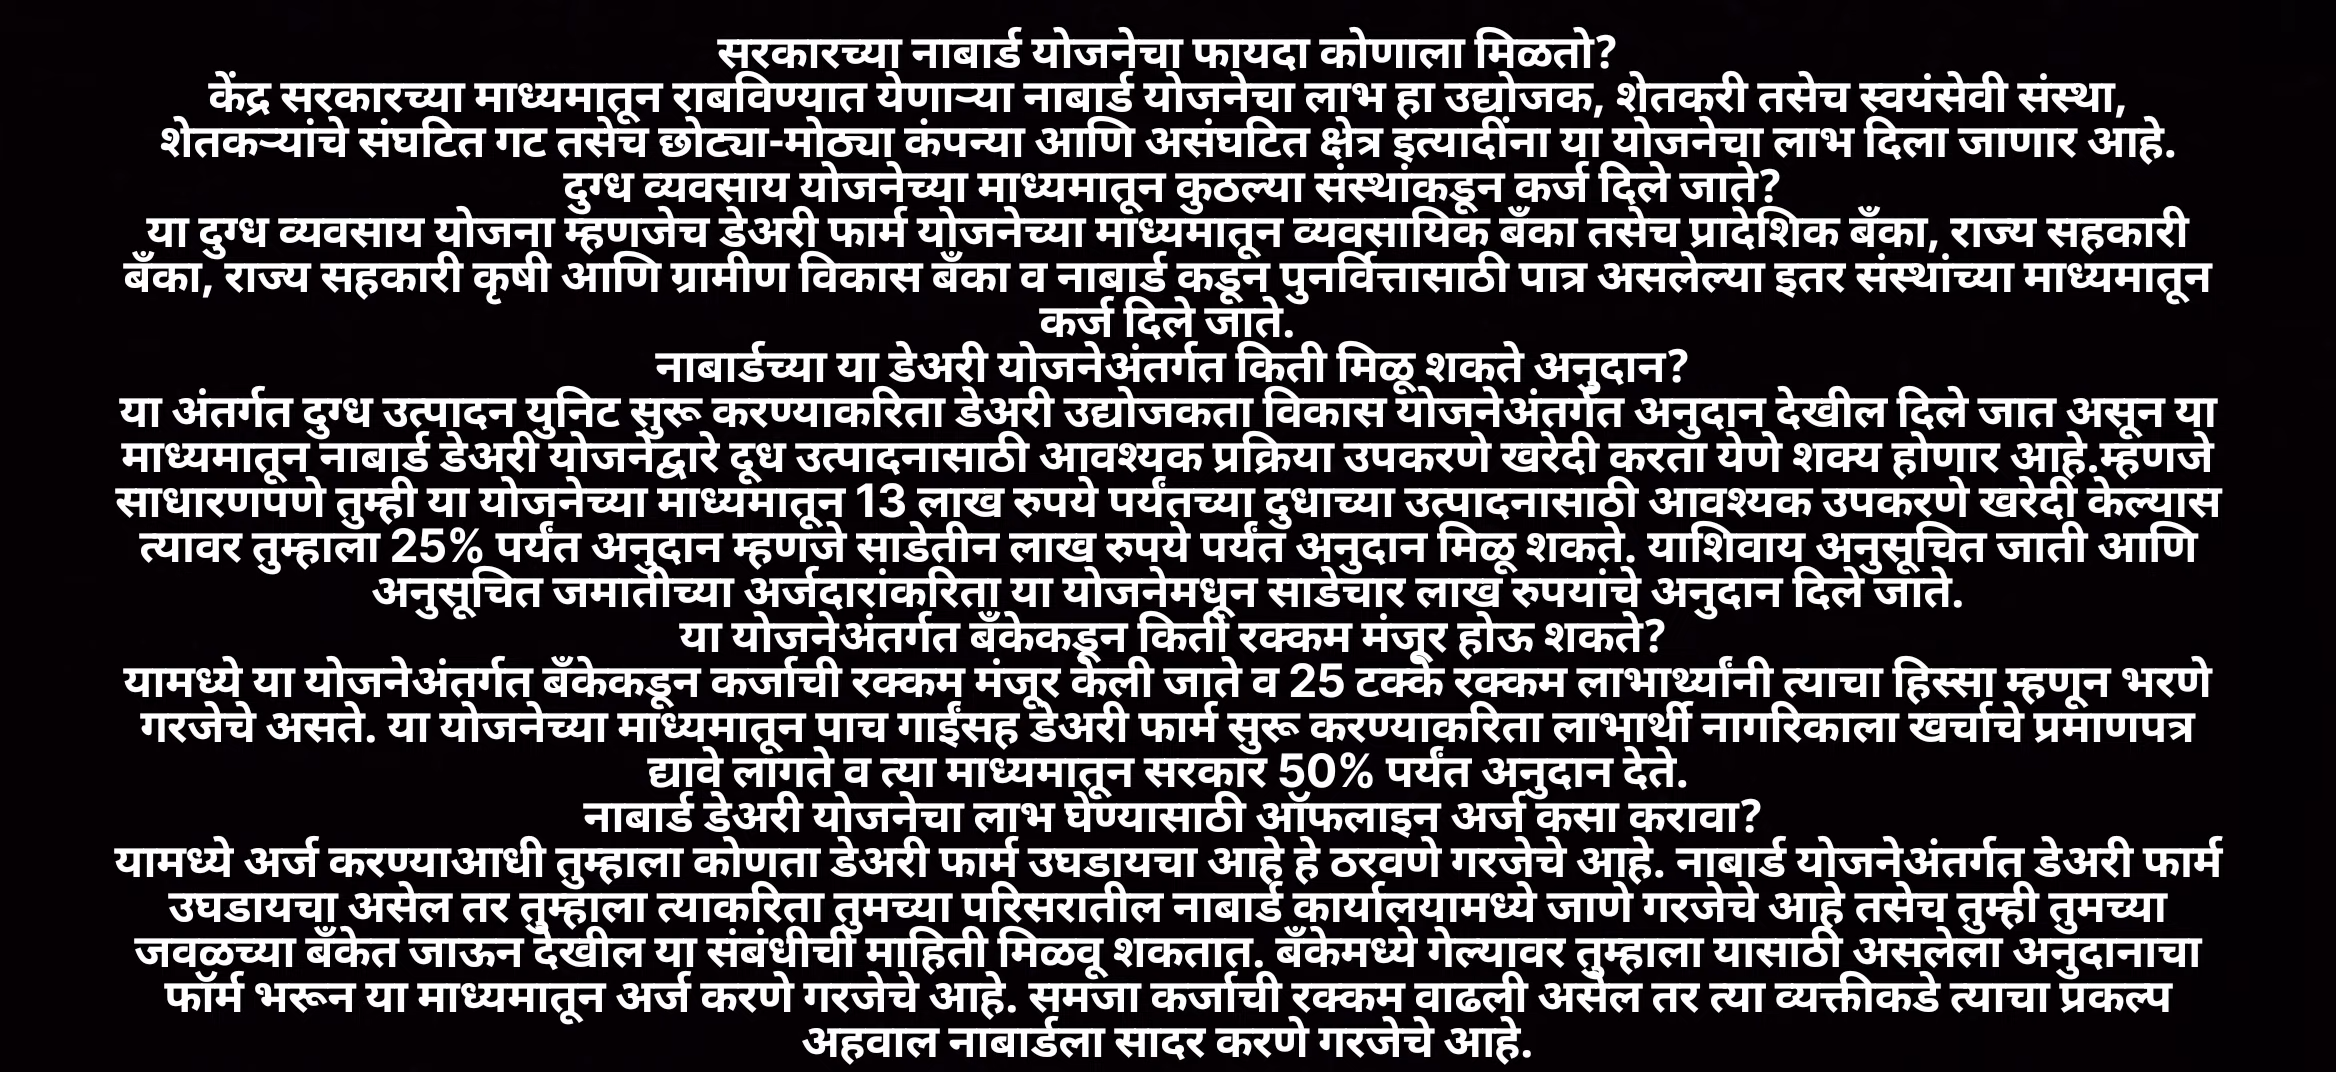 सरकारच्या नाबार्ड योजनेचा फायदा कोणाला मिळतो?
केंद्र सरकारच्या माध्यमातून राबविण्यात येणाऱ्या नाबार्ड योजनेचा लाभ हा उद्योजक, शेतकरी तसेच स्वयंसेवी संस्था,
शेतकऱ्यांचे संघटित गट तसेच छोट्या-मोठ्या कंपन्या आणि असंघटित क्षेत्र इत्यादींना या योजनेचा लाभ दिला जाणार आहे.
दुग्ध व्यवसाय योजनेच्या माध्यमातून कुठल्या संस्थांकडून कर्ज दिले जाते?
या दुग्ध व्यवसाय योजना म्हणजेच डेअरी फार्म योजनेच्या माध्यमातून व्यवसायिक बँका तसेच प्रादेशिक बँका, राज्य सहकारी
बँका, राज्य सहकारी कृषी आणि ग्रामीण विकास बँका व नाबार्ड कडून पुनर्वित्तासाठी पात्र असलेल्या इतर संस्थांच्या माध्यमातून
कर्ज दिले जाते.
नाबार्डच्या या डेअरी योजनेअंतर्गत किती मिळू शकते अनुदान?
या अंतर्गत दुग्ध उत्पादन युनिट सुरू करण्याकरिता डेअरी उद्योजकता विकास योजनेअंतर्गत अनुदान देखील दिले जात असून या
माध्यमातून नाबार्ड डेअरी योजनेद्वारे दूध उत्पादनासाठी आवश्यक प्रक्रिया उपकरणे खरेदी करता येणे शक्य होणार आहे.म्हणजे
साधारणपणे तुम्ही या योजनेच्या माध्यमातून 13 लाख रुपये पर्यंतच्या दुधाच्या उत्पादनासाठी आवश्यक उपकरणे खरेदी केल्यास
त्यावर तुम्हाला 25% पर्यंत अनुदान म्हणजे साडेतीन लाख रुपये पर्यंत अनुदान मिळू शकते. याशिवाय अनुसूचित जाती आणि
अनुसूचित जमातीच्या अर्जदारांकरिता या योजनेमधून साडेचार लाख रुपयांचे अनुदान दिले जाते.
या योजनेअंतर्गत बँकेकडून किती रक्कम मंजूर होऊ शकते?
यामध्ये या योजनेअंतर्गत बँकेकडून कर्जाची रक्कम मंजूर केली जाते व 25 टक्के रक्कम लाभार्थ्यांनी त्याचा हिस्सा म्हणून भरणे
गरजेचे असते. या योजनेच्या माध्यमातून पाच गाईंसह डेअरी फार्म सुरू करण्याकरिता लाभार्थी नागरिकाला खर्चाचे प्रमाणपत्र
द्यावे लागते व त्या माध्यमातून सरकार 50% पर्यंत अनुदान देते.
नाबार्ड डेअरी योजनेचा लाभ घेण्यासाठी ऑफलाइन अर्ज कसा करावा?
यामध्ये अर्ज करण्याआधी तुम्हाला कोणता डेअरी फार्म उघडायचा आहे हे ठरवणे गरजेचे आहे. नाबार्ड योजनेअंतर्गत डेअरी फार्म
उघडायचा असेल तर तुम्हाला त्याकरिता तुमच्या परिसरातील नाबार्ड कार्यालयामध्ये जाणे गरजेचे आहे तसेच तुम्ही तुमच्या
जवळच्या बँकेत जाऊन देखील या संबंधीची माहिती मिळवू शकतात. बँकेमध्ये गेल्यावर तुम्हाला यासाठी असलेला अनुदानाचा
फॉर्म भरून या माध्यमातून अर्ज करणे गरजेचे आहे. समजा कर्जाची रक्कम वाढली असेल तर त्या व्यक्तीकडे त्याचा प्रकल्प
अहवाल नाबार्डला सादर करणे गरजेचे आहे.